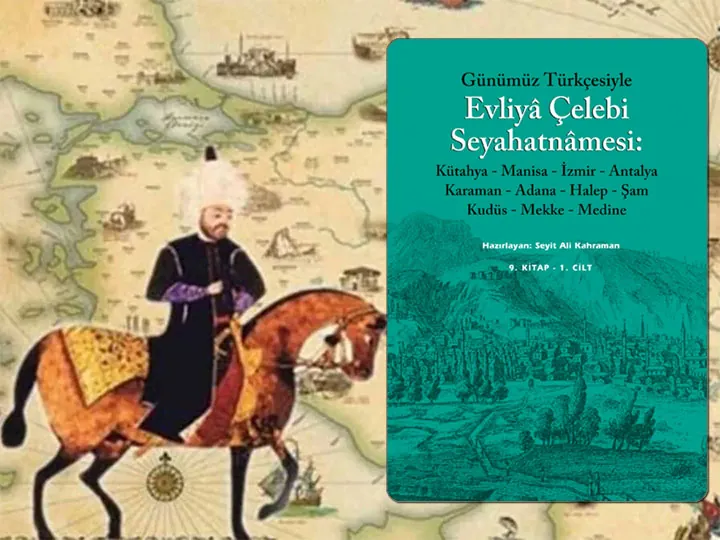 Günümüz Türkçesiyle
Evliyâ Çelebi
Seyahatnâmesi:
Kütahya - Manisa - İzmir - Antalya
Karaman - Adana - Halep - Şam
Kudüs - Mekke - Medine
Hazırlayan: Seyit Ali Kahraman
9. KİTAP - 1. CİLT